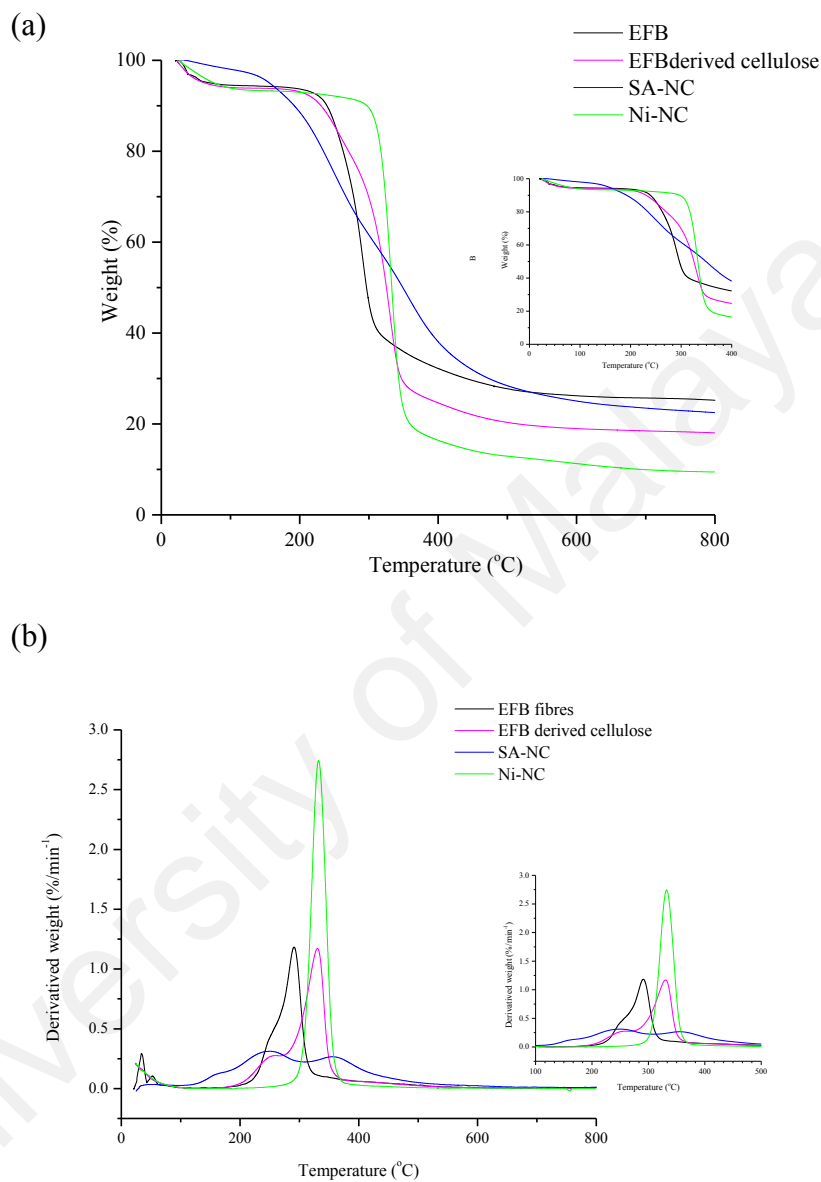 (a)
EFB
EFBderived cellulose
SA-NC
Ni-NC
100
80
60
40
20
0
Weight (%)
0 200 400 600 800
Temperature (°C)
100
80
60
40
20
0
B
Weight (%)
0 100 200 300 400
Temperature (°C)
(b)
EFB fibres
EFB derived cellulose
SA-NC
Ni-NC
3.0
2.5
2.0
1.5
1.0
0.5
0.0
Derivatived weight (%/min⁻¹)
0 200 400 600 800
Temperature (°C)
3.0
2.5
2.0
1.5
1.0
0.5
0.0
Derivatived weight (%/min⁻¹)
100 200 300 400 500
Temperature (°C)
University of Malaya